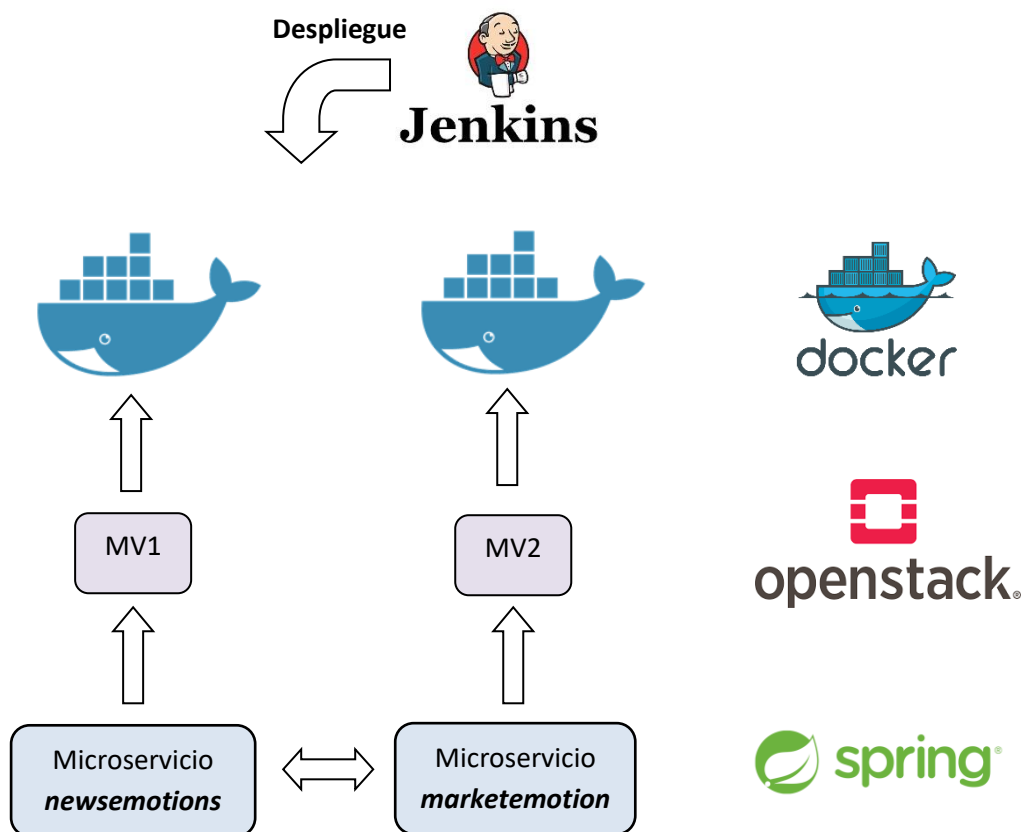 Despliegue
Jenkins
docker
MV1
MV2
openstack®
Microservicio
newsemotions
Microservicio
marketemotion
spring®